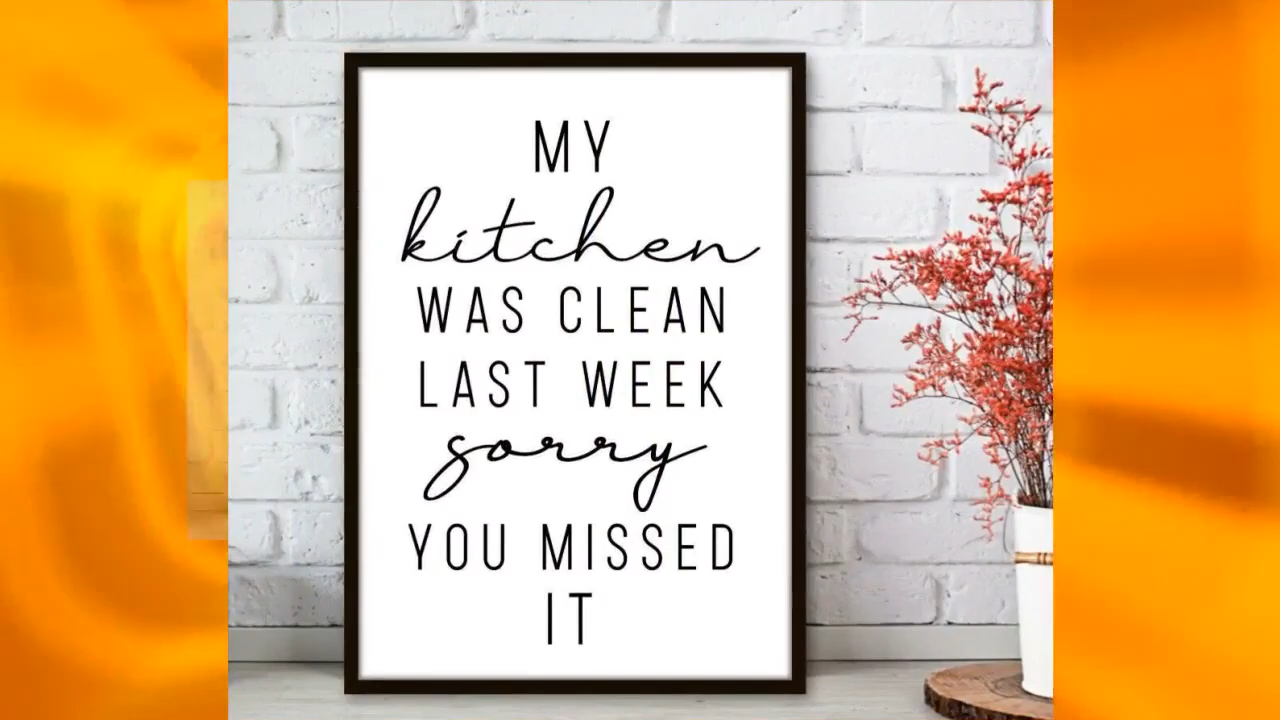 MY
kitchen
WAS CLEAN
LAST WEEK
sorry
YOU MISSED
IT